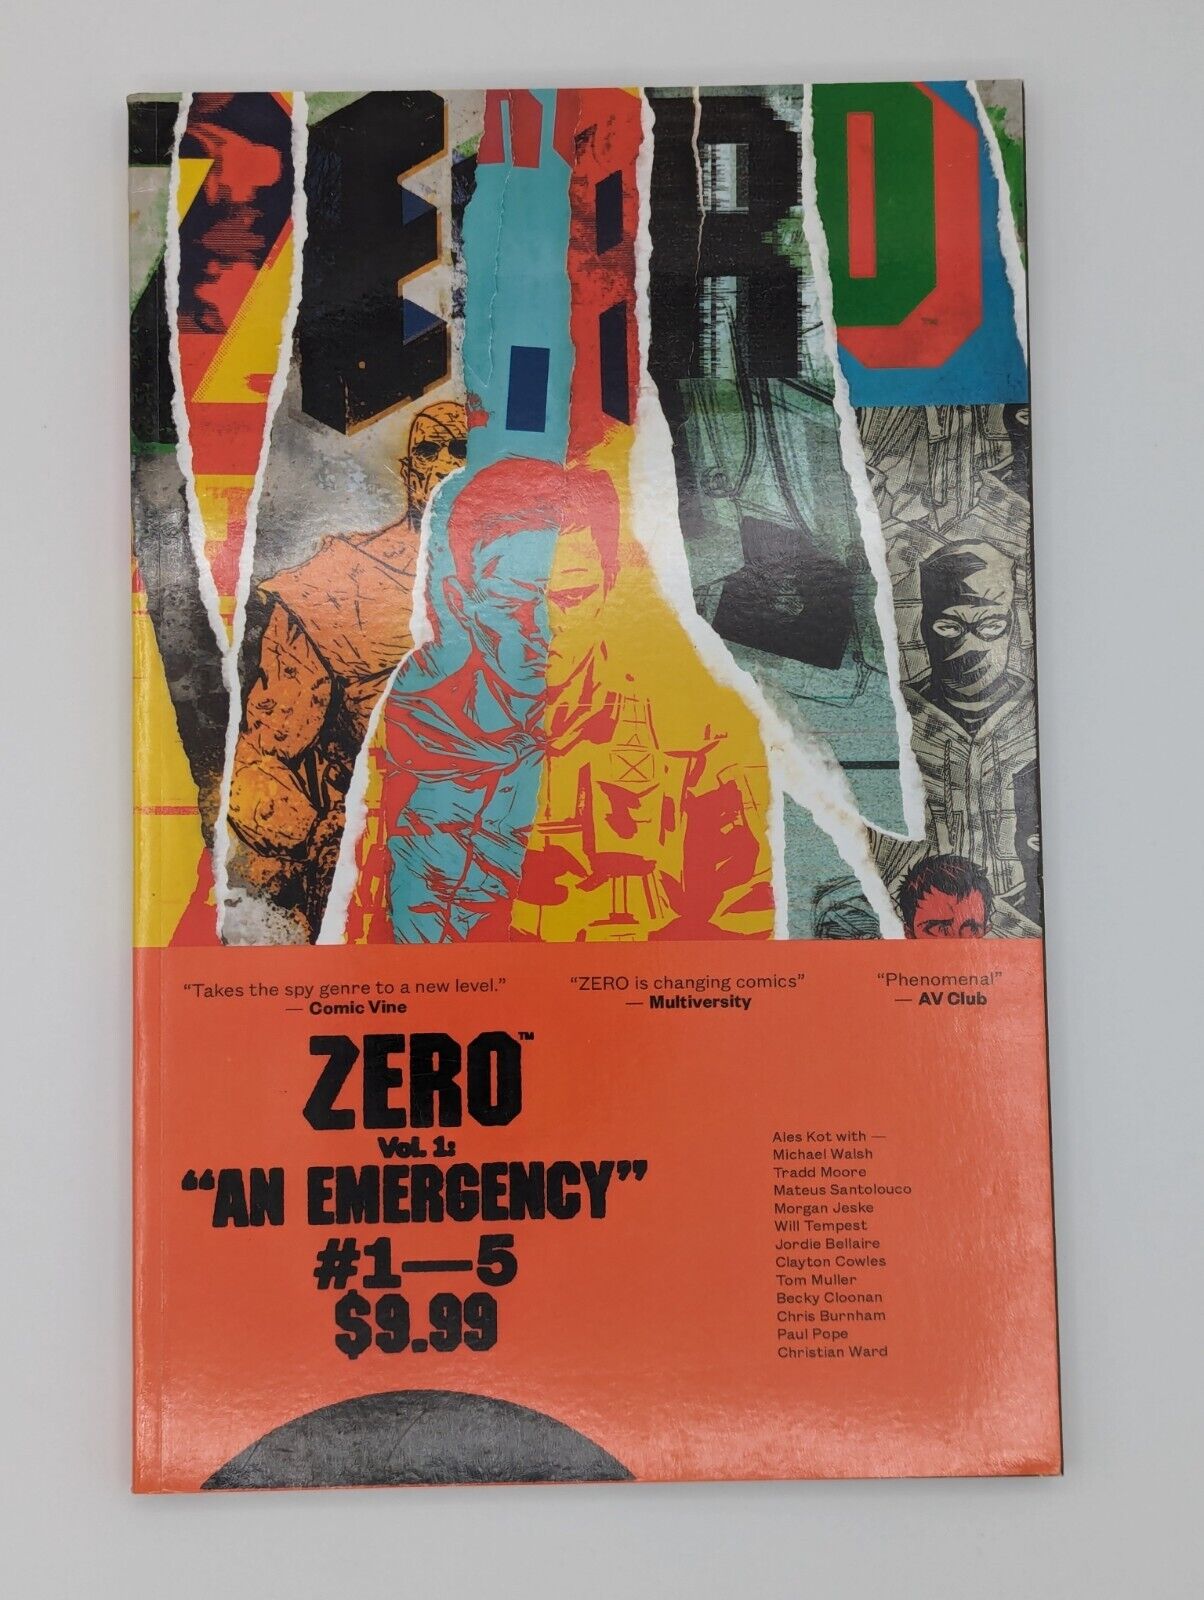 ZERO
“Takes the spy genre to a new level.”
— Comic Vine
“ZERO is changing comics”
— Multiversity
“Phenomenal”
— AV Club
ZERO™
Vol. 1:
“AN EMERGENCY”
#1—5
$9.99
Ales Kot with —
Michael Walsh
Tradd Moore
Mateus Santolouco
Morgan Jeske
Will Tempest
Jordie Bellaire
Clayton Cowles
Tom Muller
Becky Cloonan
Chris Burnham
Paul Pope
Christian Ward